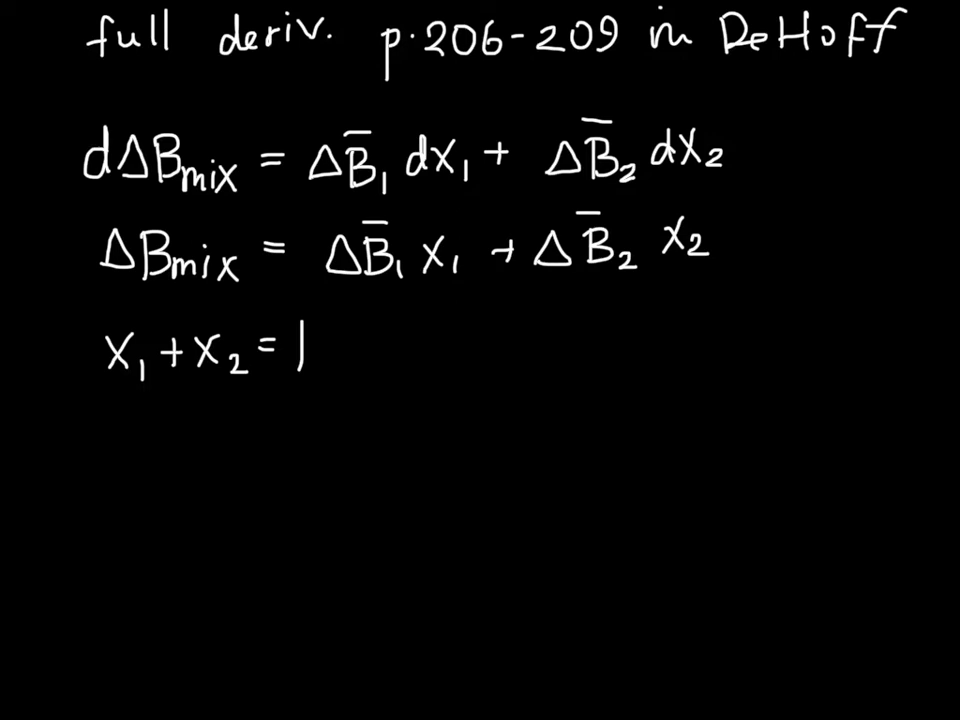 full deriv. p.206-209 in DeHoff
dΔB̅mix = ΔB̅₁ dX₁ + ΔB̅₂ dX₂
ΔBmix = ΔB̅₁ X₁ + ΔB̅₂ X₂
X₁ + X₂ = 1